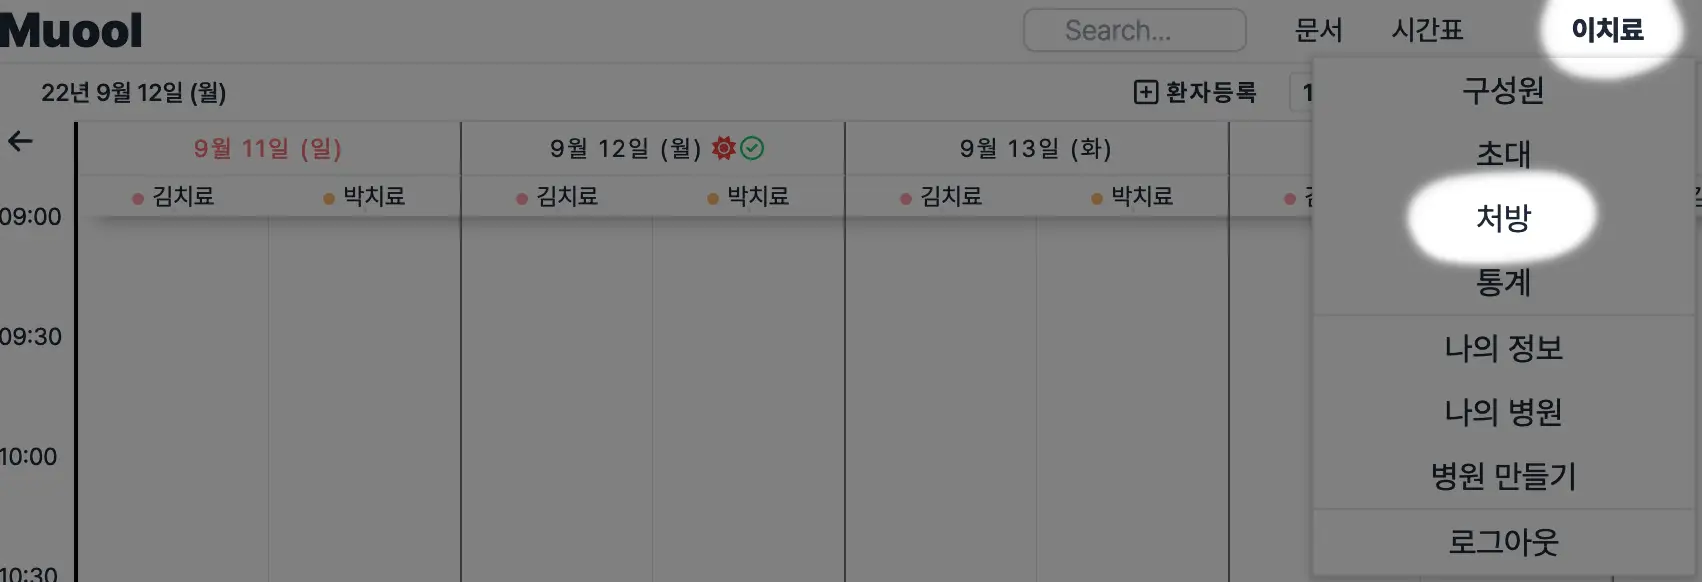 Muool
Search...
문서
시간표
이치료
22년 9월 12일 (월)
환자등록
1
9월 11일 (일)
9월 12일 (월)
9월 13일 (화)
김치료
박치료
김치료
박치료
김치료
박치료
09:00
09:30
10:00
10:30
구성원
초대
처방
통계
나의 정보
나의 병원
병원 만들기
로그아웃